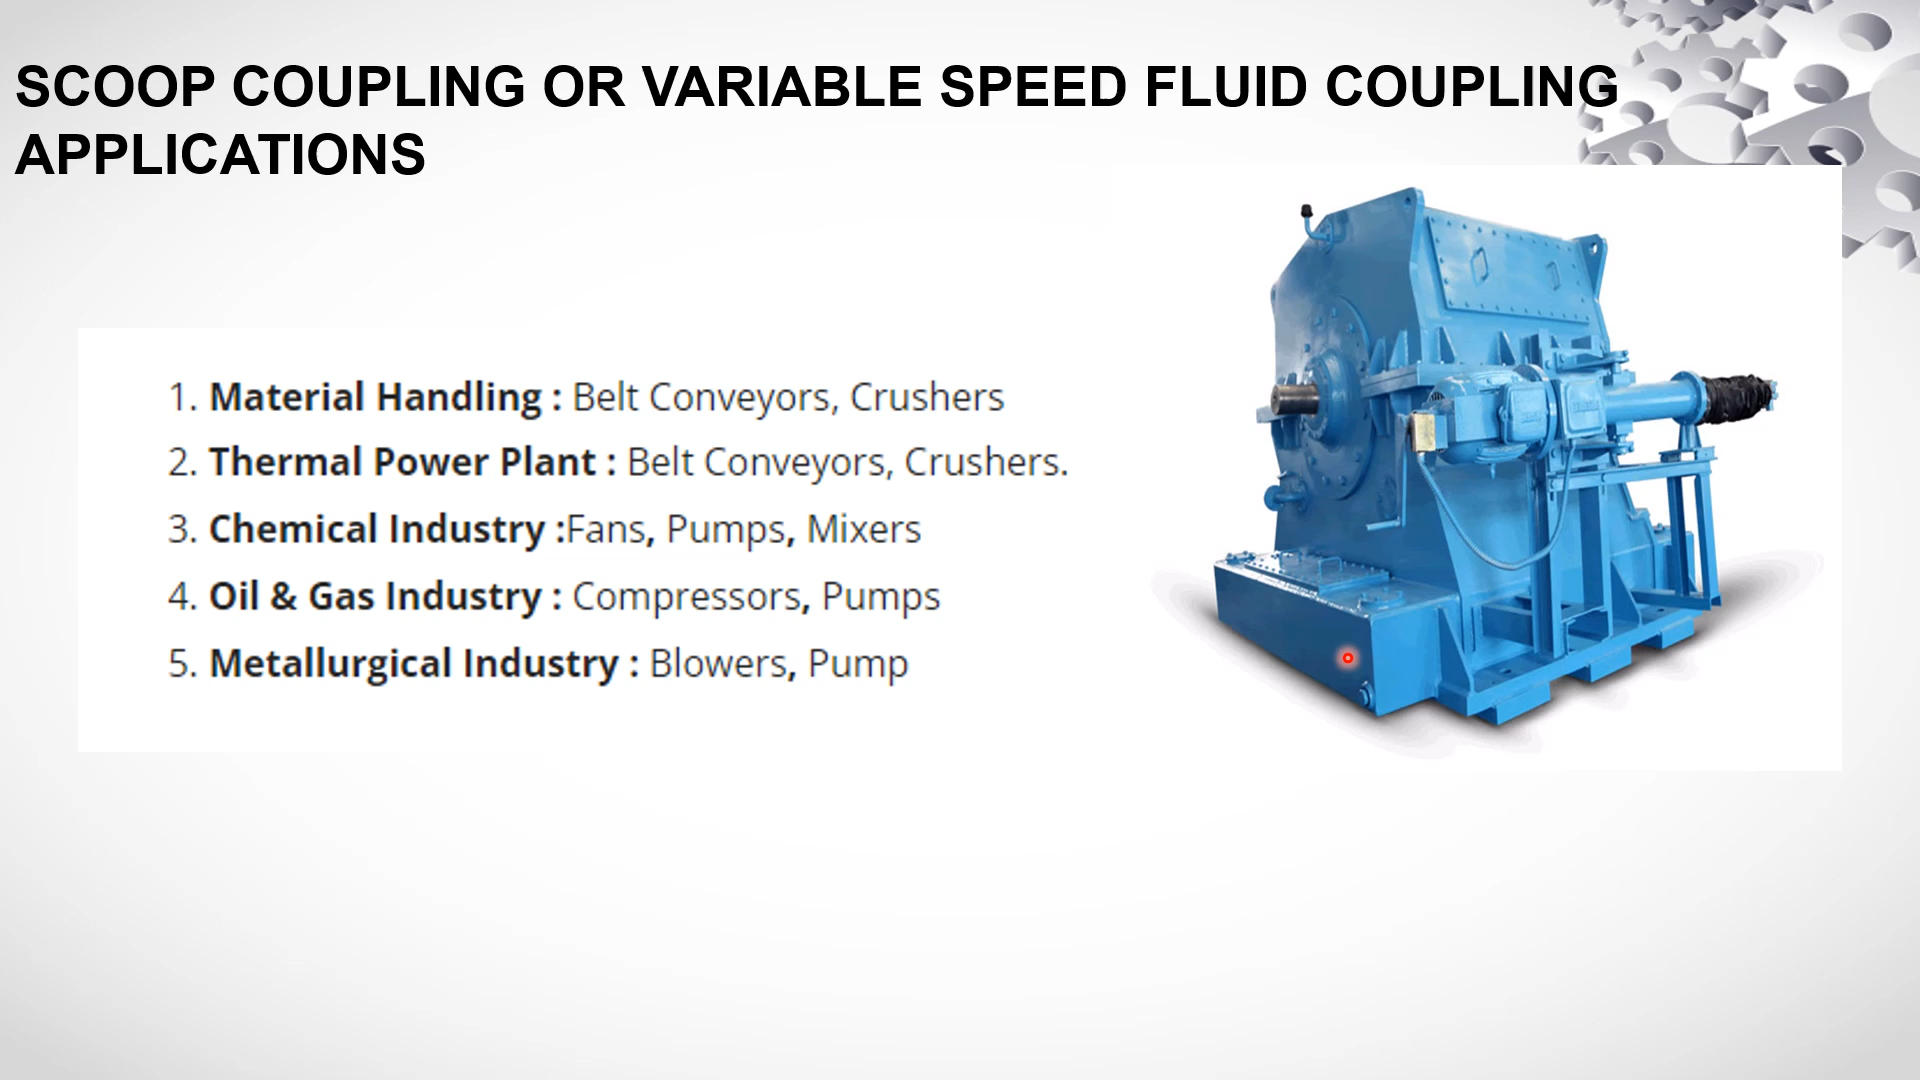 SCOOP COUPLING OR VARIABLE SPEED FLUID COUPLING
APPLICATIONS
1. Material Handling : Belt Conveyors, Crushers
2. Thermal Power Plant : Belt Conveyors, Crushers.
3. Chemical Industry :Fans, Pumps, Mixers
4. Oil & Gas Industry : Compressors, Pumps
5. Metallurgical Industry : Blowers, Pump